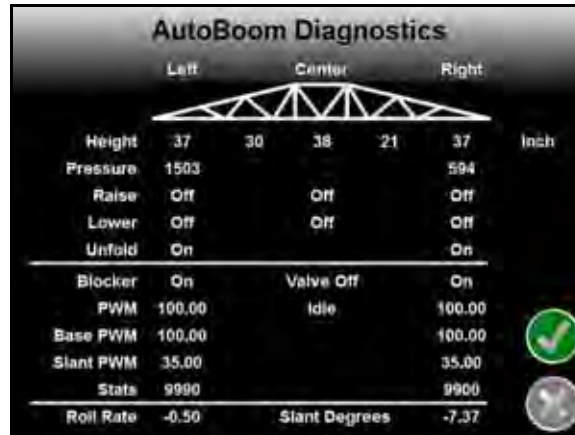 AutoBoom Diagnostics
Left Center Right
Height 37 30 38 21 37 Inch
Pressure 1503 594
Raise Off Off Off
Lower Off Off Off
Unfold On On
Blocker On Valve Off On
PWM 100.00 Idle 100.00
Base PWM 100.00 100.00
Slant PWM 35.00 35.00
Stats 9990 9900
Roll Rate -0.50 Slant Degrees -7.37